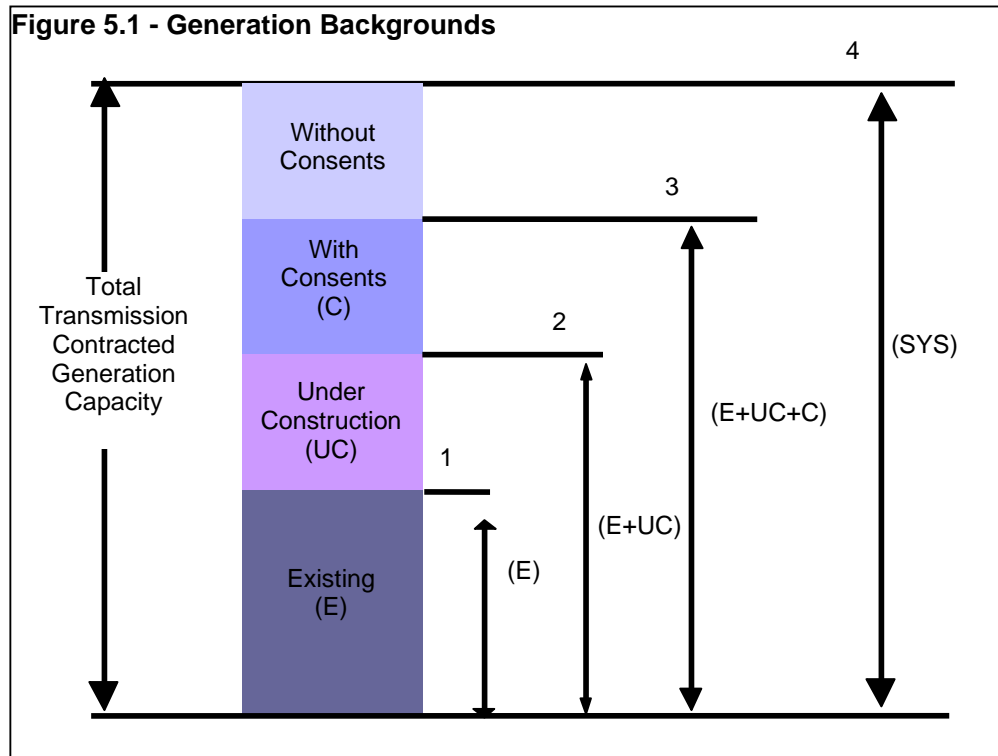 Figure 5.1 - Generation Backgrounds
4
Without
Consents
3
With
Consents
(C)
Total
Transmission
Contracted
Generation
Capacity
2
(SYS)
Under
Construction
(UC)
(E+UC+C)
1
(E+UC)
(E)
Existing
(E)